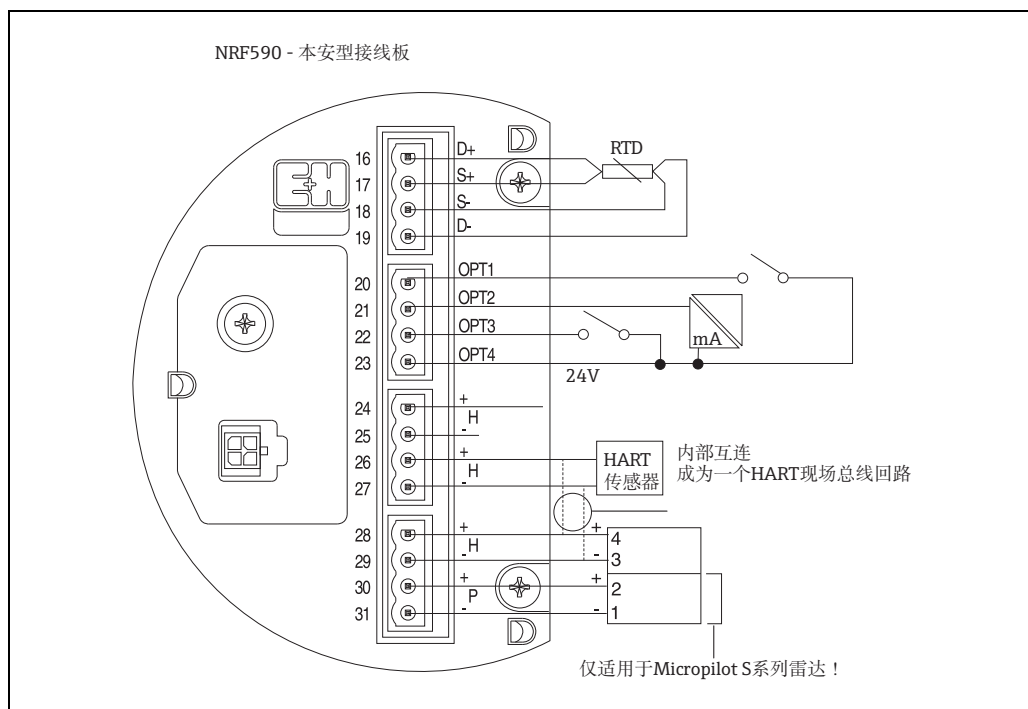 NRF590 - 本安型接线板
16 D+
RTD
17 S+
18 S-
19 D-
20 OPT1
21 OPT2
22 OPT3
mA
23 OPT4
24V
24 +
H
25 -
26 +
H
27 -
HART
传感器
内部互连
成为一个HART现场总线回路
28 + + 4
H
29 - - 3
30 + + 2
P
31 - - 1
仅适用于Micropilot S系列雷达！